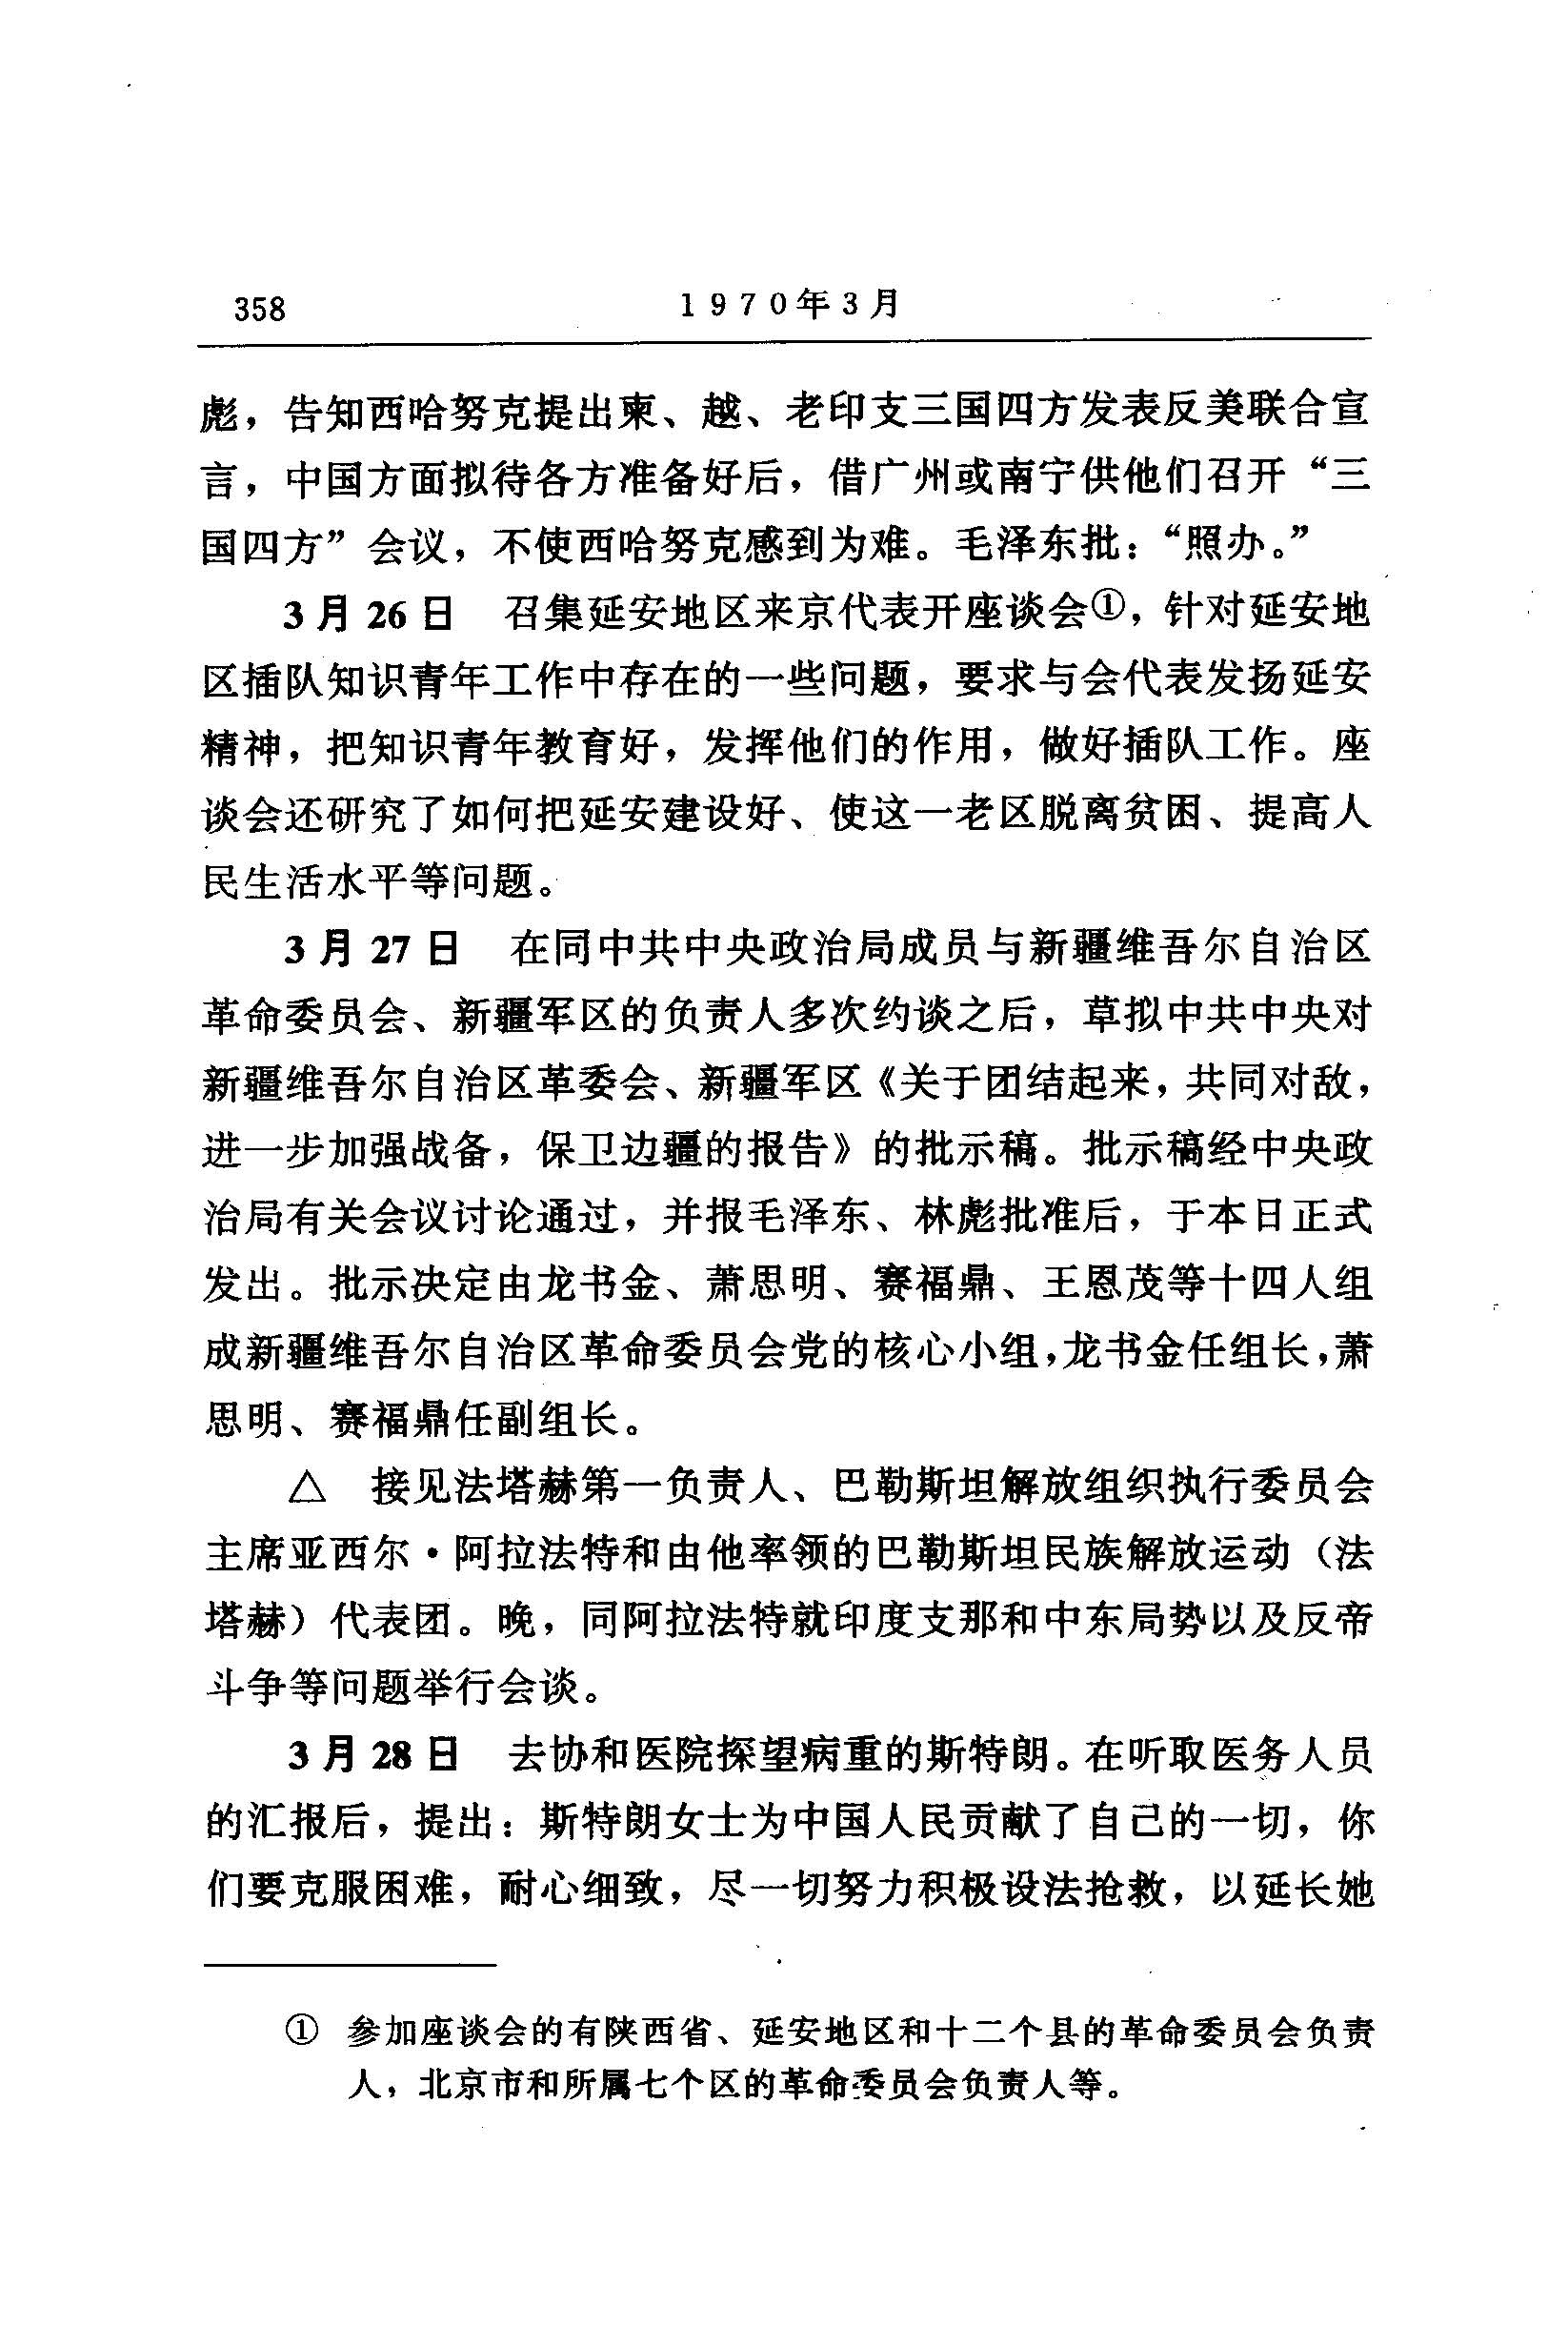 358
1970年3月
彪，告知西哈努克提出柬、越、老印支三国四方发表反美联合宣
言，中国方面拟待各方准备好后，借广州或南宁供他们召开“三
国四方”会议，不使西哈努克感到为难。毛泽东批：“照办。”
3月26日　召集延安地区来京代表开座谈会①，针对延安地
区插队知识青年工作中存在的一些问题，要求与会代表发扬延安
精神，把知识青年教育好，发挥他们的作用，做好插队工作。座
谈会还研究了如何把延安建设好、使这一老区脱离贫困、提高人
民生活水平等问题。
3月27日　在同中共中央政治局成员与新疆维吾尔自治区
革命委员会、新疆军区的负责人多次约谈之后，草拟中共中央对
新疆维吾尔自治区革委会、新疆军区《关于团结起来，共同对敌，
进一步加强战备，保卫边疆的报告》的批示稿。批示稿经中央政
治局有关会议讨论通过，并报毛泽东、林彪批准后，于本日正式
发出。批示决定由龙书金、萧思明、赛福鼎、王恩茂等十四人组
成新疆维吾尔自治区革命委员会党的核心小组，龙书金任组长，萧
思明、赛福鼎任副组长。
△　接见法塔赫第一负责人、巴勒斯坦解放组织执行委员会
主席亚西尔·阿拉法特和由他率领的巴勒斯坦民族解放运动（法
塔赫）代表团。晚，同阿拉法特就印度支那和中东局势以及反帝
斗争等问题举行会谈。
3月28日　去协和医院探望病重的斯特朗。在听取医务人员
的汇报后，提出：斯特朗女士为中国人民贡献了自己的一切，你
们要克服困难，耐心细致，尽一切努力积极设法抢救，以延长她
①　参加座谈会的有陕西省、延安地区和十二个县的革命委员会负责
人，北京市和所属七个区的革命委员会负责人等。